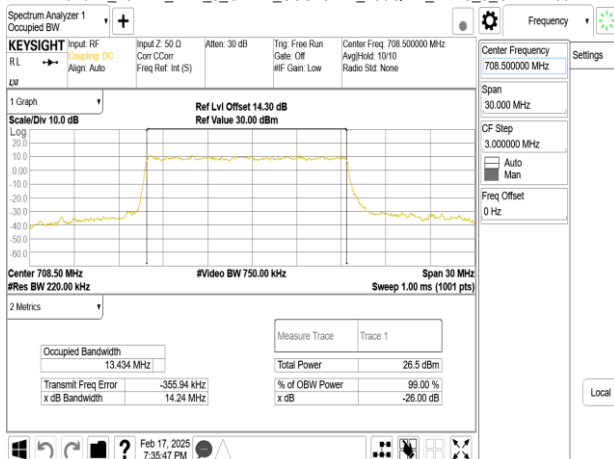 Spectrum Analyzer 1
Occupied BW
Frequency
KEYSIGHT
RL
Input: RF
Coupling: DC
Align: Auto
Input Z: 50 Ω
Corr CCorr
Freq Ref: Int (S)
Atten: 30 dB
Trig: Free Run
Gate: Off
#IF Gain: Low
Center Freq: 708.500000 MHz
Avg|Hold: 10/10
Radio Std: None
LXI
Center Frequency
708.500000 MHz
Settings
Span
30.000 MHz
CF Step
3.000000 MHz
Auto
Man
Freq Offset
0 Hz
Local
1 Graph
Scale/Div 10.0 dB
Ref Lvl Offset 14.30 dB
Ref Value 30.00 dBm
Log
20.0
10.0
0.00
-10.0
-20.0
-30.0
-40.0
-50.0
-60.0
Center 708.50 MHz
#Video BW 750.00 kHz
Span 30 MHz
#Res BW 220.00 kHz
Sweep 1.00 ms (1001 pts)
2 Metrics
Measure Trace
Trace 1
Occupied Bandwidth
13.434 MHz
Total Power
26.5 dBm
Transmit Freq Error
-355.94 kHz
% of OBW Power
99.00 %
x dB Bandwidth
14.24 MHz
x dB
-26.00 dB
?
Feb 17, 2025
7:35:47 PM